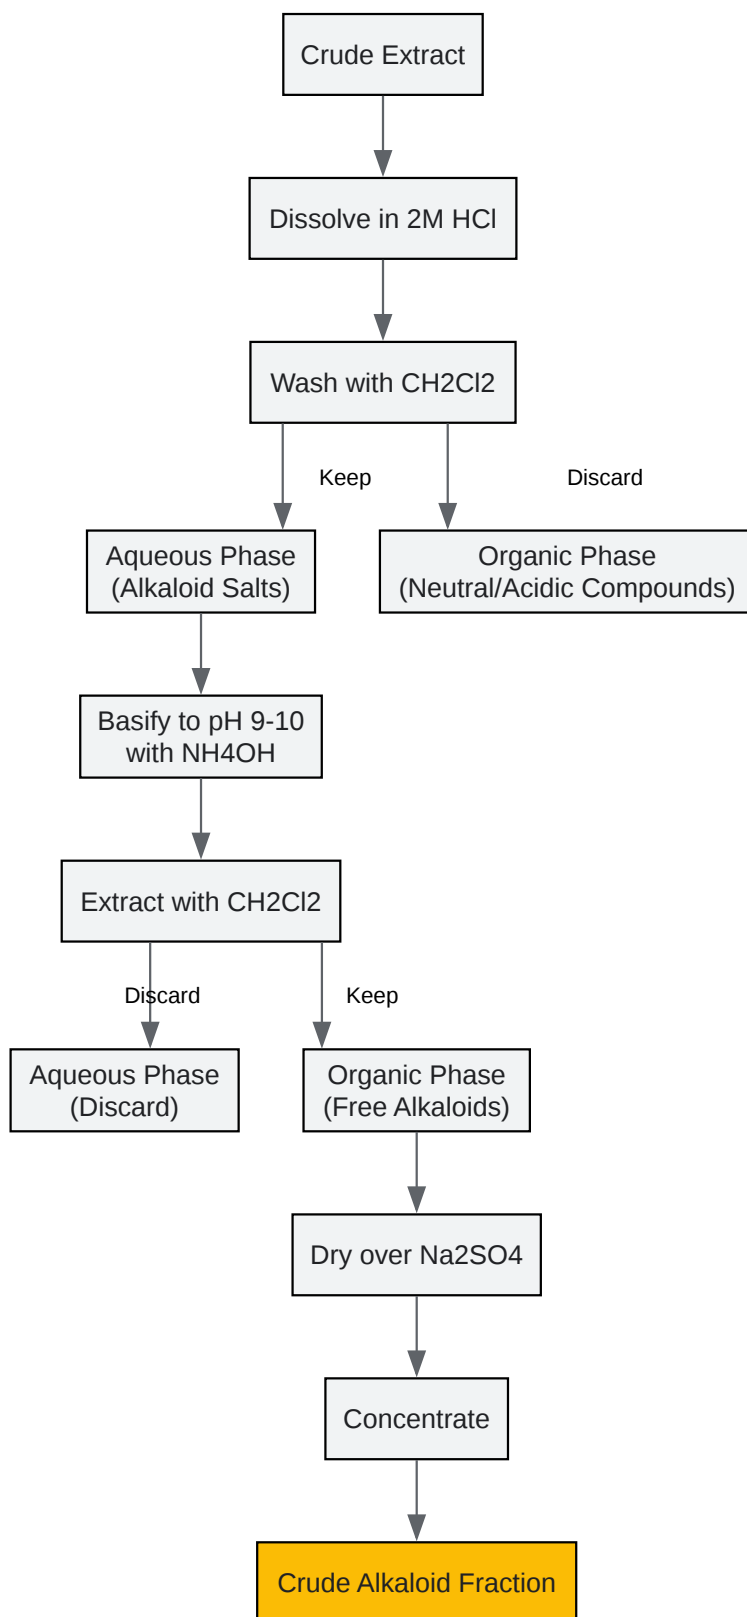 Crude Extract
Dissolve in 2M HCl
Wash with CH2Cl2
Keep
Discard
Aqueous Phase
(Alkaloid Salts)
Organic Phase
(Neutral/Acidic Compounds)
Basify to pH 9-10
with NH4OH
Extract with CH2Cl2
Discard
Keep
Aqueous Phase
(Discard)
Organic Phase
(Free Alkaloids)
Dry over Na2SO4
Concentrate
Crude Alkaloid Fraction